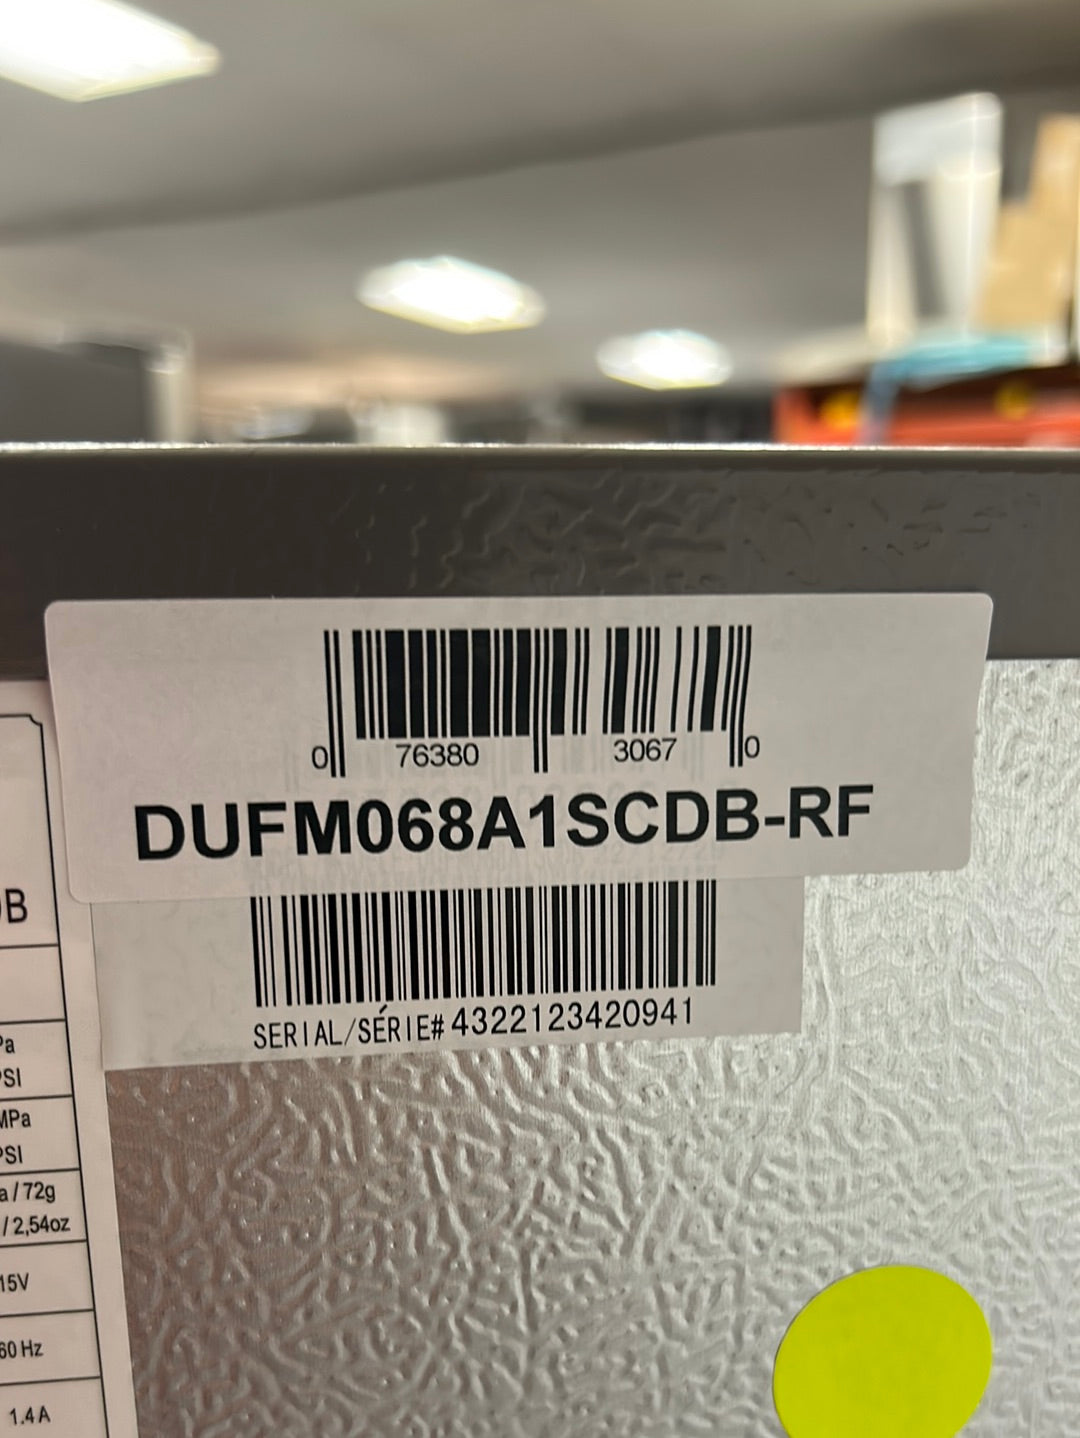 0 76380 3067 0
DUFM068A1SCDB-RF
SERIAL/SÉRIE# 4322123420941
DB
Pa
PSI
MPa
PSI
a / 72g
/ 2,54oz
15V
60 Hz
1.4 A